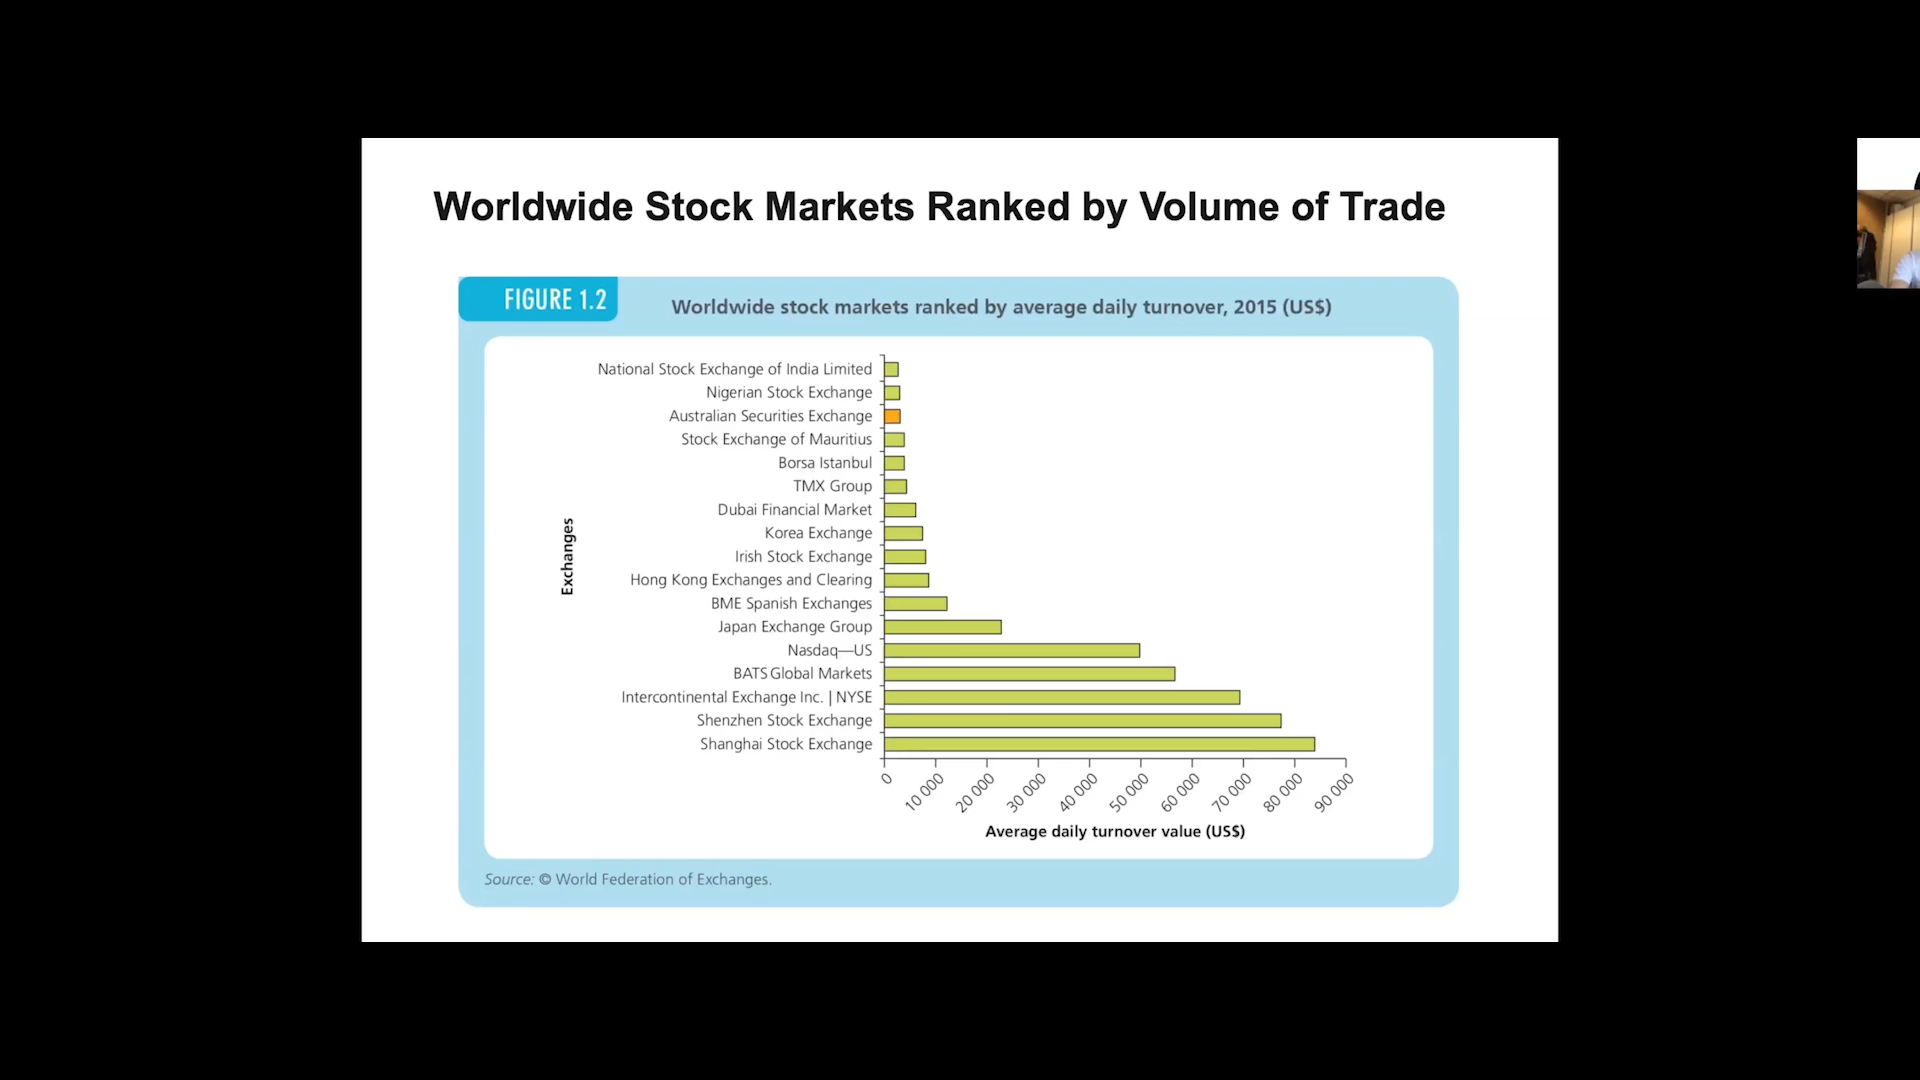 Worldwide Stock Markets Ranked by Volume of Trade
FIGURE 1.2
Worldwide stock markets ranked by average daily turnover, 2015 (US$)
Exchanges
National Stock Exchange of India Limited
Nigerian Stock Exchange
Australian Securities Exchange
Stock Exchange of Mauritius
Borsa Istanbul
TMX Group
Dubai Financial Market
Korea Exchange
Irish Stock Exchange
Hong Kong Exchanges and Clearing
BME Spanish Exchanges
Japan Exchange Group
Nasdaq—US
BATS Global Markets
Intercontinental Exchange Inc. | NYSE
Shenzhen Stock Exchange
Shanghai Stock Exchange
0 10 000 20 000 30 000 40 000 50 000 60 000 70 000 80 000 90 000
Average daily turnover value (US$)
Source: © World Federation of Exchanges.